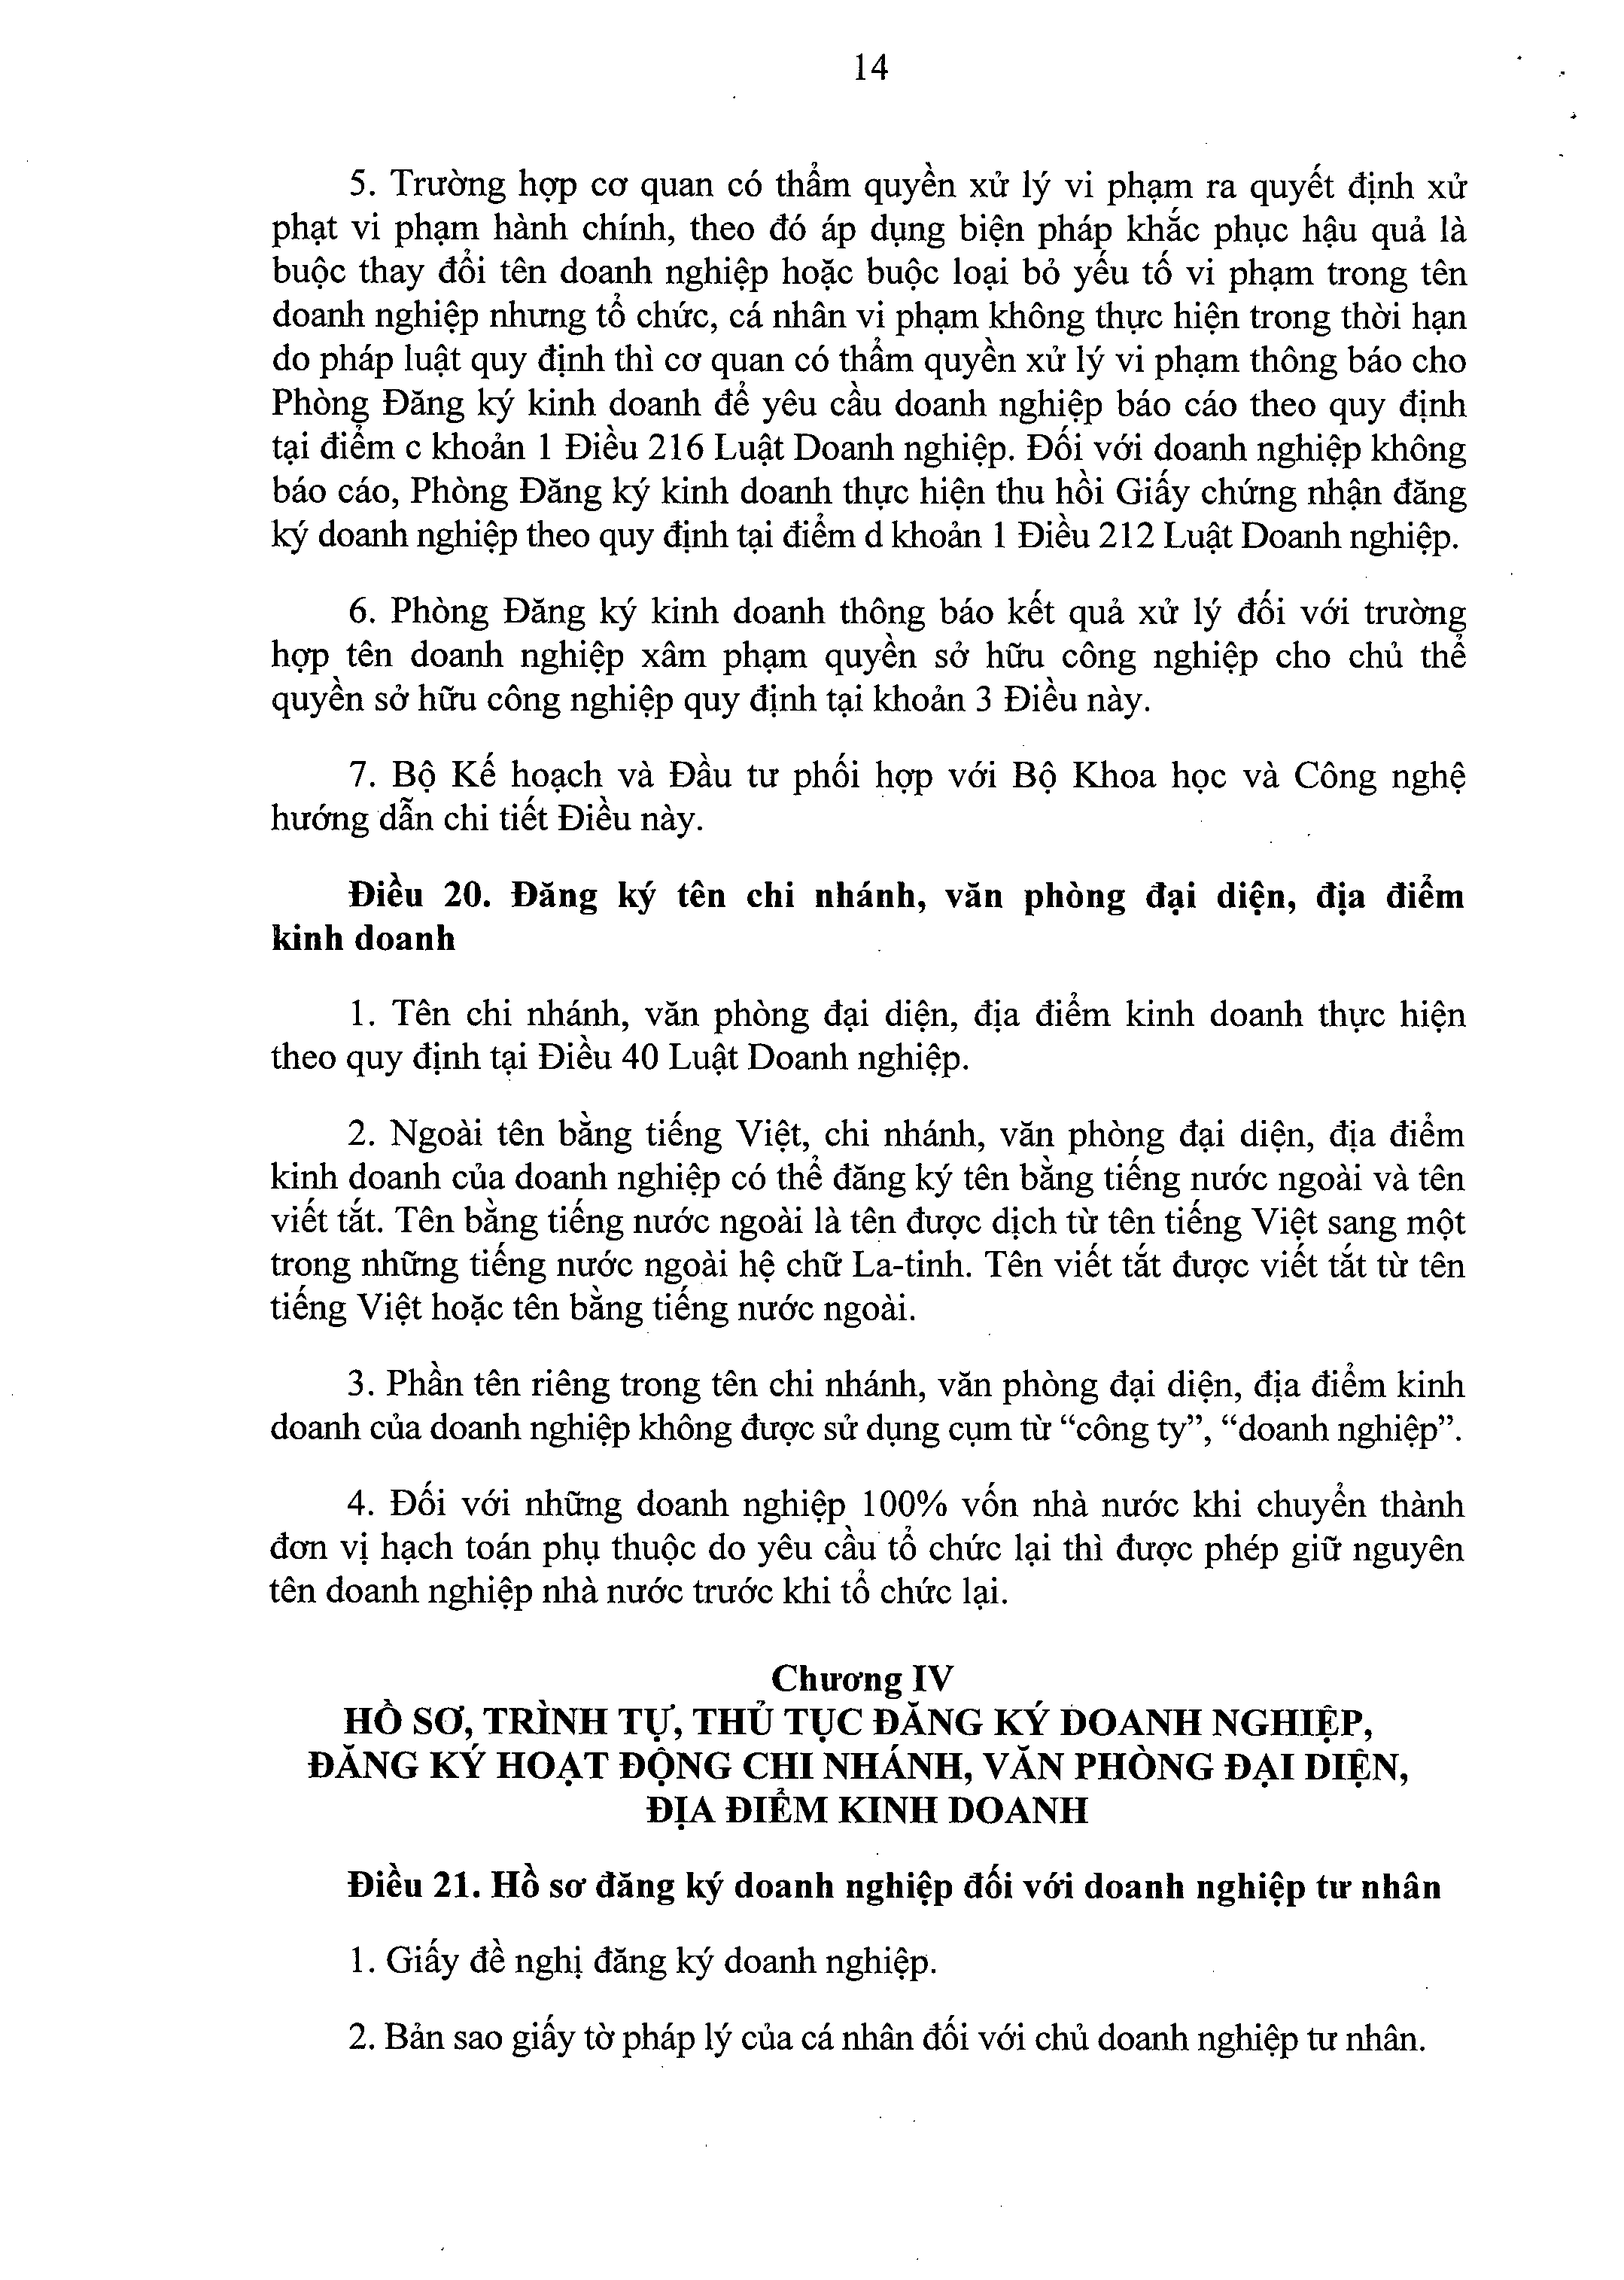 14
5. Trường hợp cơ quan có thẩm quyền xử lý vi phạm ra quyết định xử
phạt vi phạm hành chính, theo đó áp dụng biện pháp khắc phục hậu quả là
buộc thay đổi tên doanh nghiệp hoặc buộc loại bỏ yếu tố vi phạm trong tên
doanh nghiệp nhưng tổ chức, cá nhân vi phạm không thực hiện trong thời hạn
do pháp luật quy định thì cơ quan có thẩm quyền xử lý vi phạm thông báo cho
Phòng Đăng ký kinh doanh để yêu cầu doanh nghiệp báo cáo theo quy định
tại điểm c khoản 1 Điều 216 Luật Doanh nghiệp. Đối với doanh nghiệp không
báo cáo, Phòng Đăng ký kinh doanh thực hiện thu hồi Giấy chứng nhận đăng
ký doanh nghiệp theo quy định tại điểm d khoản 1 Điều 212 Luật Doanh nghiệp.
6. Phòng Đăng ký kinh doanh thông báo kết quả xử lý đối với trường
hợp tên doanh nghiệp xâm phạm quyền sở hữu công nghiệp cho chủ thể
quyền sở hữu công nghiệp quy định tại khoản 3 Điều này.
7. Bộ Kế hoạch và Đầu tư phối hợp với Bộ Khoa học và Công nghệ
hướng dẫn chi tiết Điều này.
Điều 20. Đăng ký tên chi nhánh, văn phòng đại diện, địa điểm
kinh doanh
1. Tên chi nhánh, văn phòng đại diện, địa điểm kinh doanh thực hiện
theo quy định tại Điều 40 Luật Doanh nghiệp.
2. Ngoài tên bằng tiếng Việt, chi nhánh, văn phòng đại diện, địa điểm
kinh doanh của doanh nghiệp có thể đăng ký tên bằng tiếng nước ngoài và tên
viết tắt. Tên bằng tiếng nước ngoài là tên được dịch từ tên tiếng Việt sang một
trong những tiếng nước ngoài hệ chữ La-tinh. Tên viết tắt được viết tắt từ tên
tiếng Việt hoặc tên bằng tiếng nước ngoài.
3. Phần tên riêng trong tên chi nhánh, văn phòng đại diện, địa điểm kinh
doanh của doanh nghiệp không được sử dụng cụm từ “công ty”, “doanh nghiệp”.
4. Đối với những doanh nghiệp 100% vốn nhà nước khi chuyển thành
đơn vị hạch toán phụ thuộc do yêu cầu tổ chức lại thì được phép giữ nguyên
tên doanh nghiệp nhà nước trước khi tổ chức lại.
Chương IV
HỒ SƠ, TRÌNH TỰ, THỦ TỤC ĐĂNG KÝ DOANH NGHIỆP,
ĐĂNG KÝ HOẠT ĐỘNG CHI NHÁNH, VĂN PHÒNG ĐẠI DIỆN,
ĐỊA ĐIỂM KINH DOANH
Điều 21. Hồ sơ đăng ký doanh nghiệp đối với doanh nghiệp tư nhân
1. Giấy đề nghị đăng ký doanh nghiệp.
2. Bản sao giấy tờ pháp lý của cá nhân đối với chủ doanh nghiệp tư nhân.